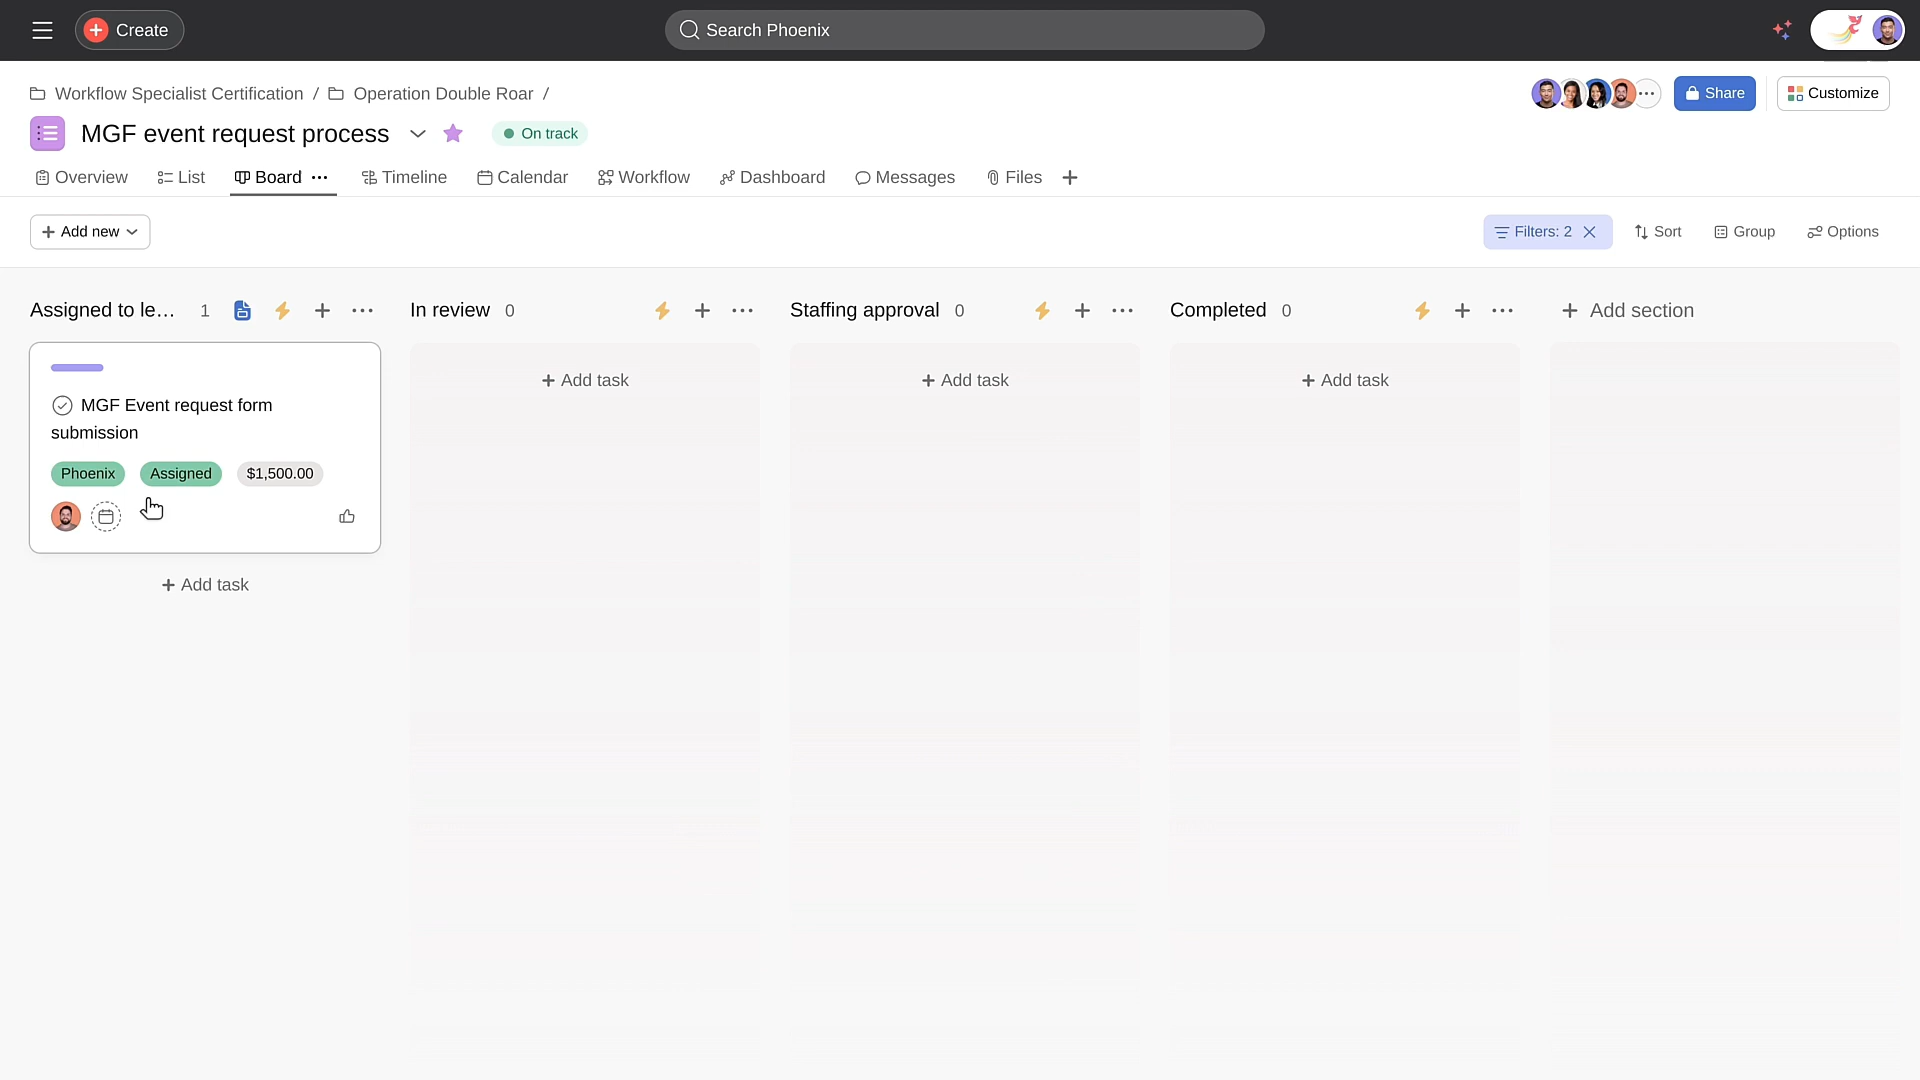 Create
Search Phoenix
Workflow Specialist Certification / Operation Double Roar /
Share
Customize
MGF event request process
On track
Overview
List
Board
Timeline
Calendar
Workflow
Dashboard
Messages
Files
Add new
Filters: 2
Sort
Group
Options
Assigned to le... 1
In review 0
Staffing approval 0
Completed 0
Add section
MGF Event request form
submission
Phoenix
Assigned
$1,500.00
Add task
Add task
Add task
Add task